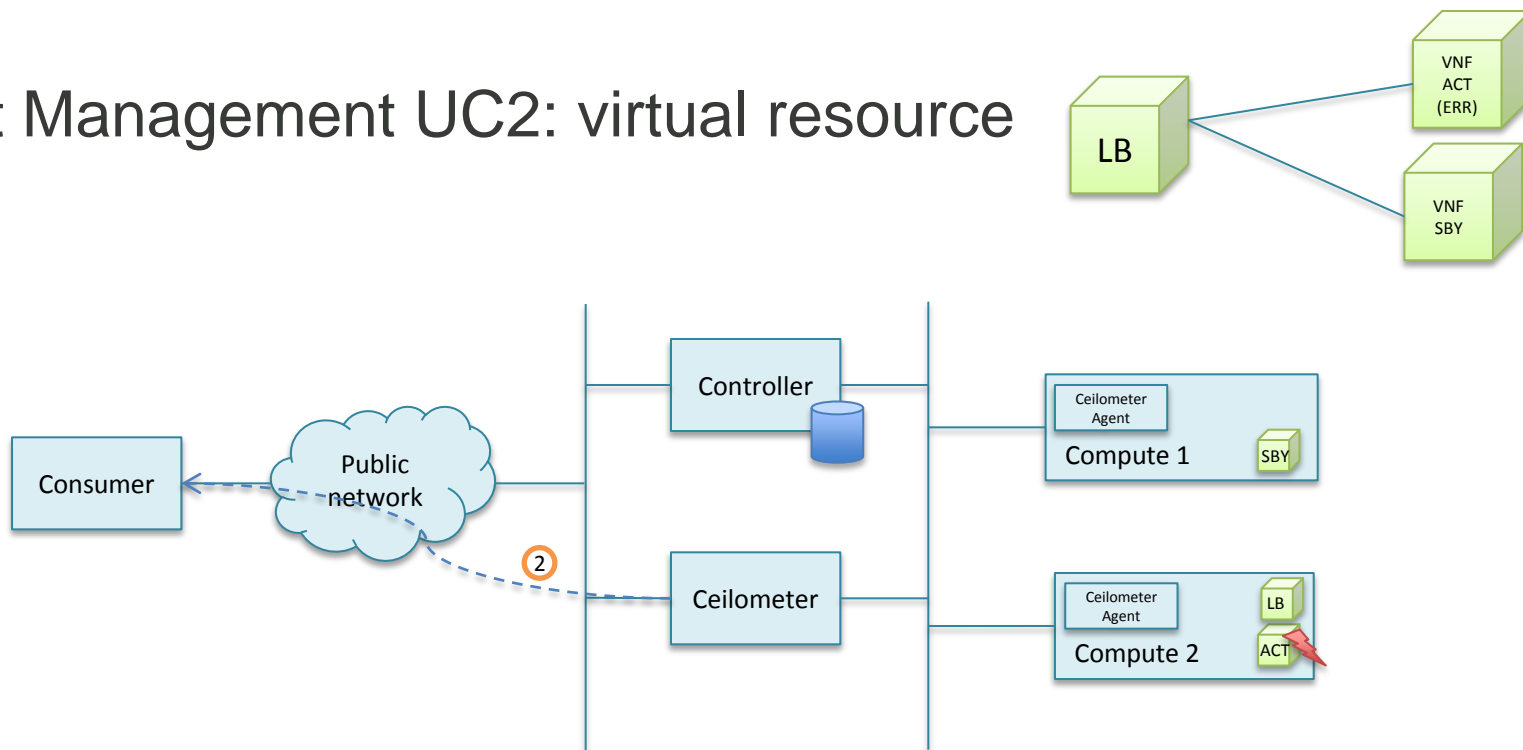 t Management UC2: virtual resource
LB
VNF
ACT
(ERR)
VNF
SBY
Consumer
Public
network
2
Controller
Ceilometer
Ceilometer
Agent
Compute 1
SBY
Ceilometer
Agent
Compute 2
LB
ACT